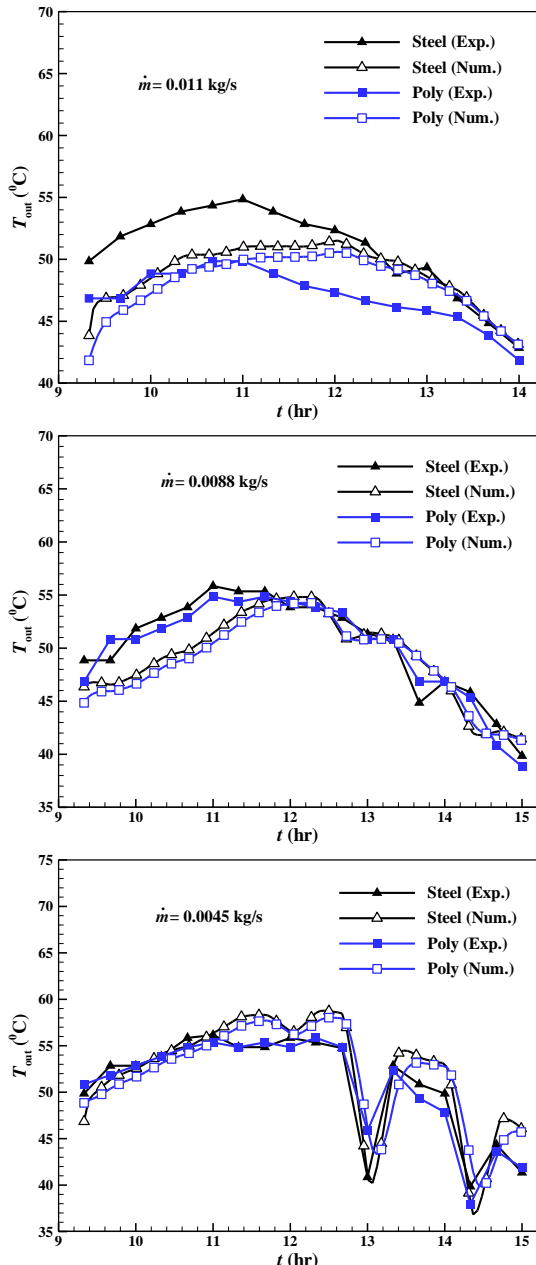 70
Steel (Exp.)
Steel (Num.)
ṁ= 0.011 kg/s
Poly (Exp.)
Poly (Num.)
65
60
55
50
45
40
T_out (⁰C)
9 10 11 12 13 14
t (hr)
70
Steel (Exp.)
Steel (Num.)
ṁ= 0.0088 kg/s
Poly (Exp.)
Poly (Num.)
65
60
55
50
45
40
35
T_out (⁰C)
9 10 11 12 13 14 15
t (hr)
75
Steel (Exp.)
Steel (Num.)
ṁ= 0.0045 kg/s
Poly (Exp.)
Poly (Num.)
70
65
60
55
50
45
40
35
T_out (⁰C)
9 10 11 12 13 14 15
t (hr)